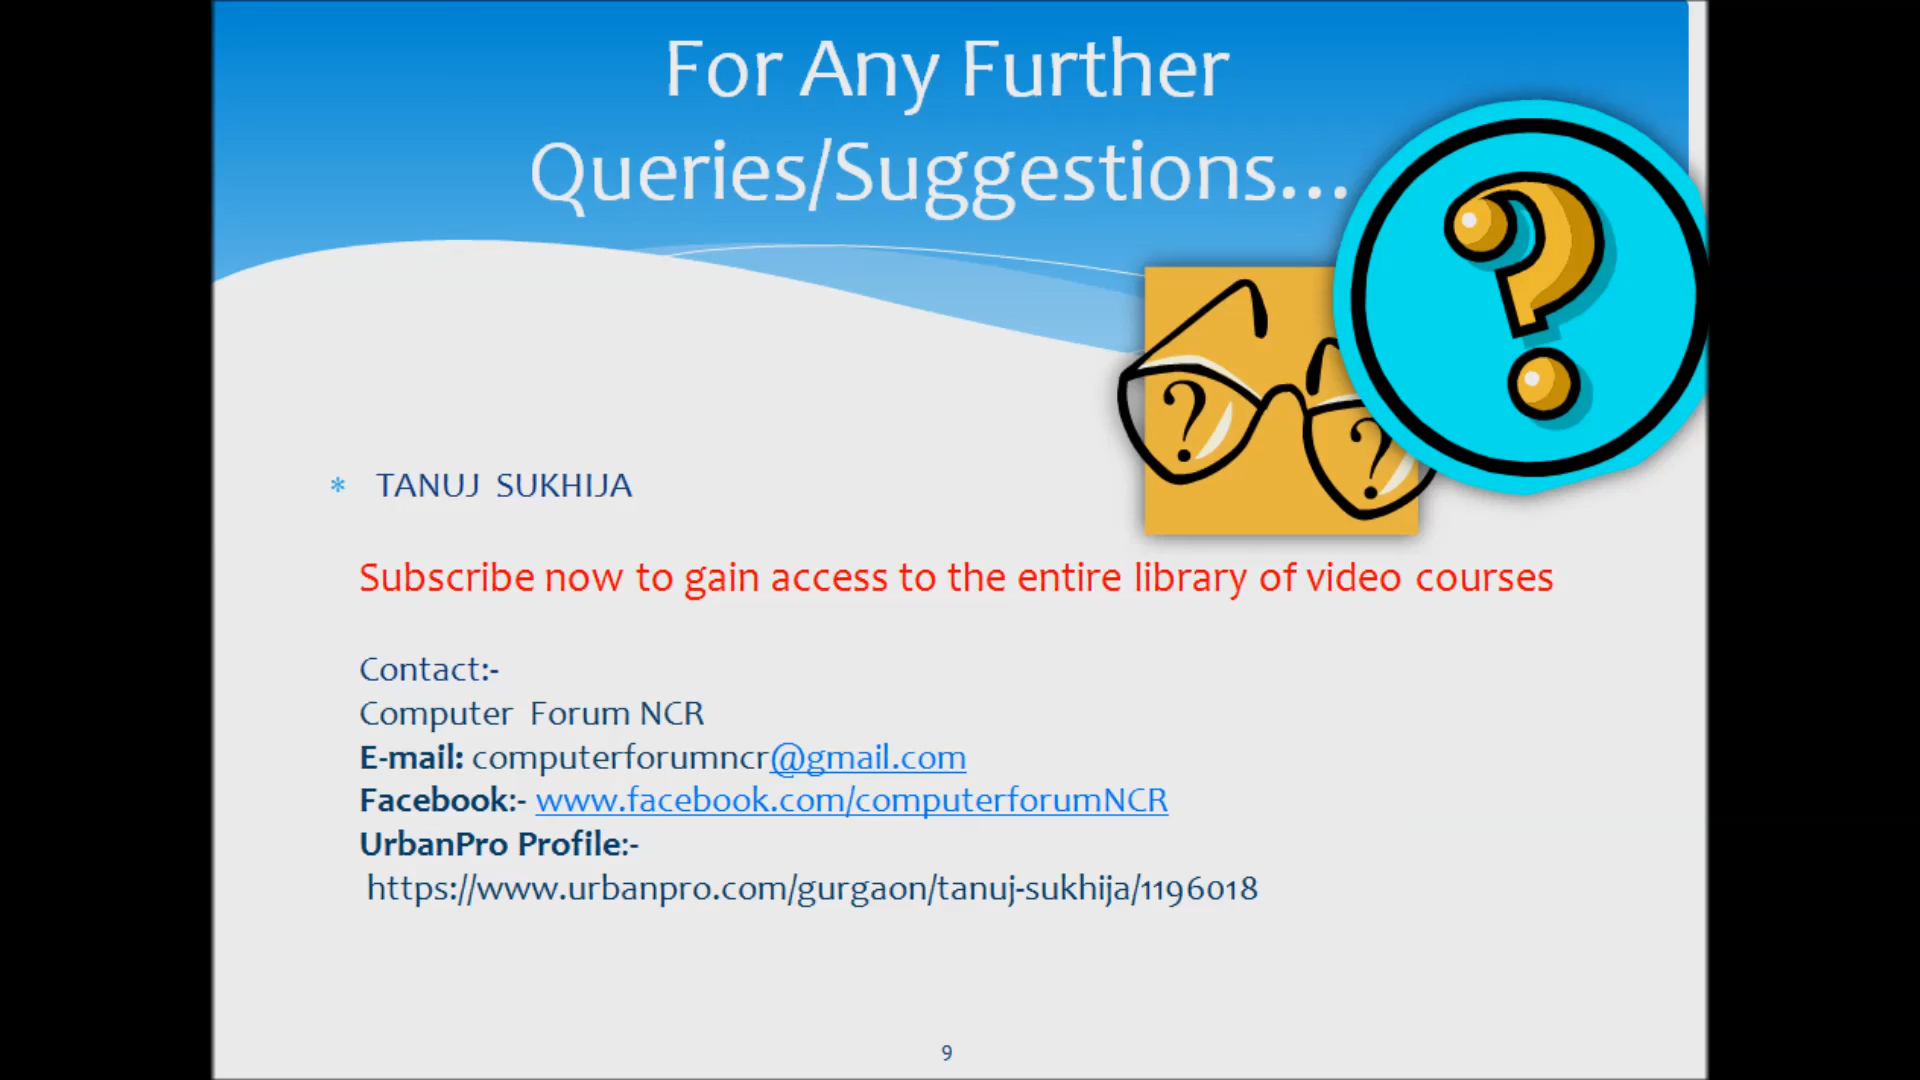 For Any Further
Queries/Suggestions...
? ?
?
* TANUJ SUKHIJA
Subscribe now to gain access to the entire library of video courses
Contact:-
Computer Forum NCR
E-mail: computerforumncr@gmail.com
Facebook:- www.facebook.com/computerforumNCR
UrbanPro Profile:-
https://www.urbanpro.com/gurgaon/tanuj-sukhija/1196018
9